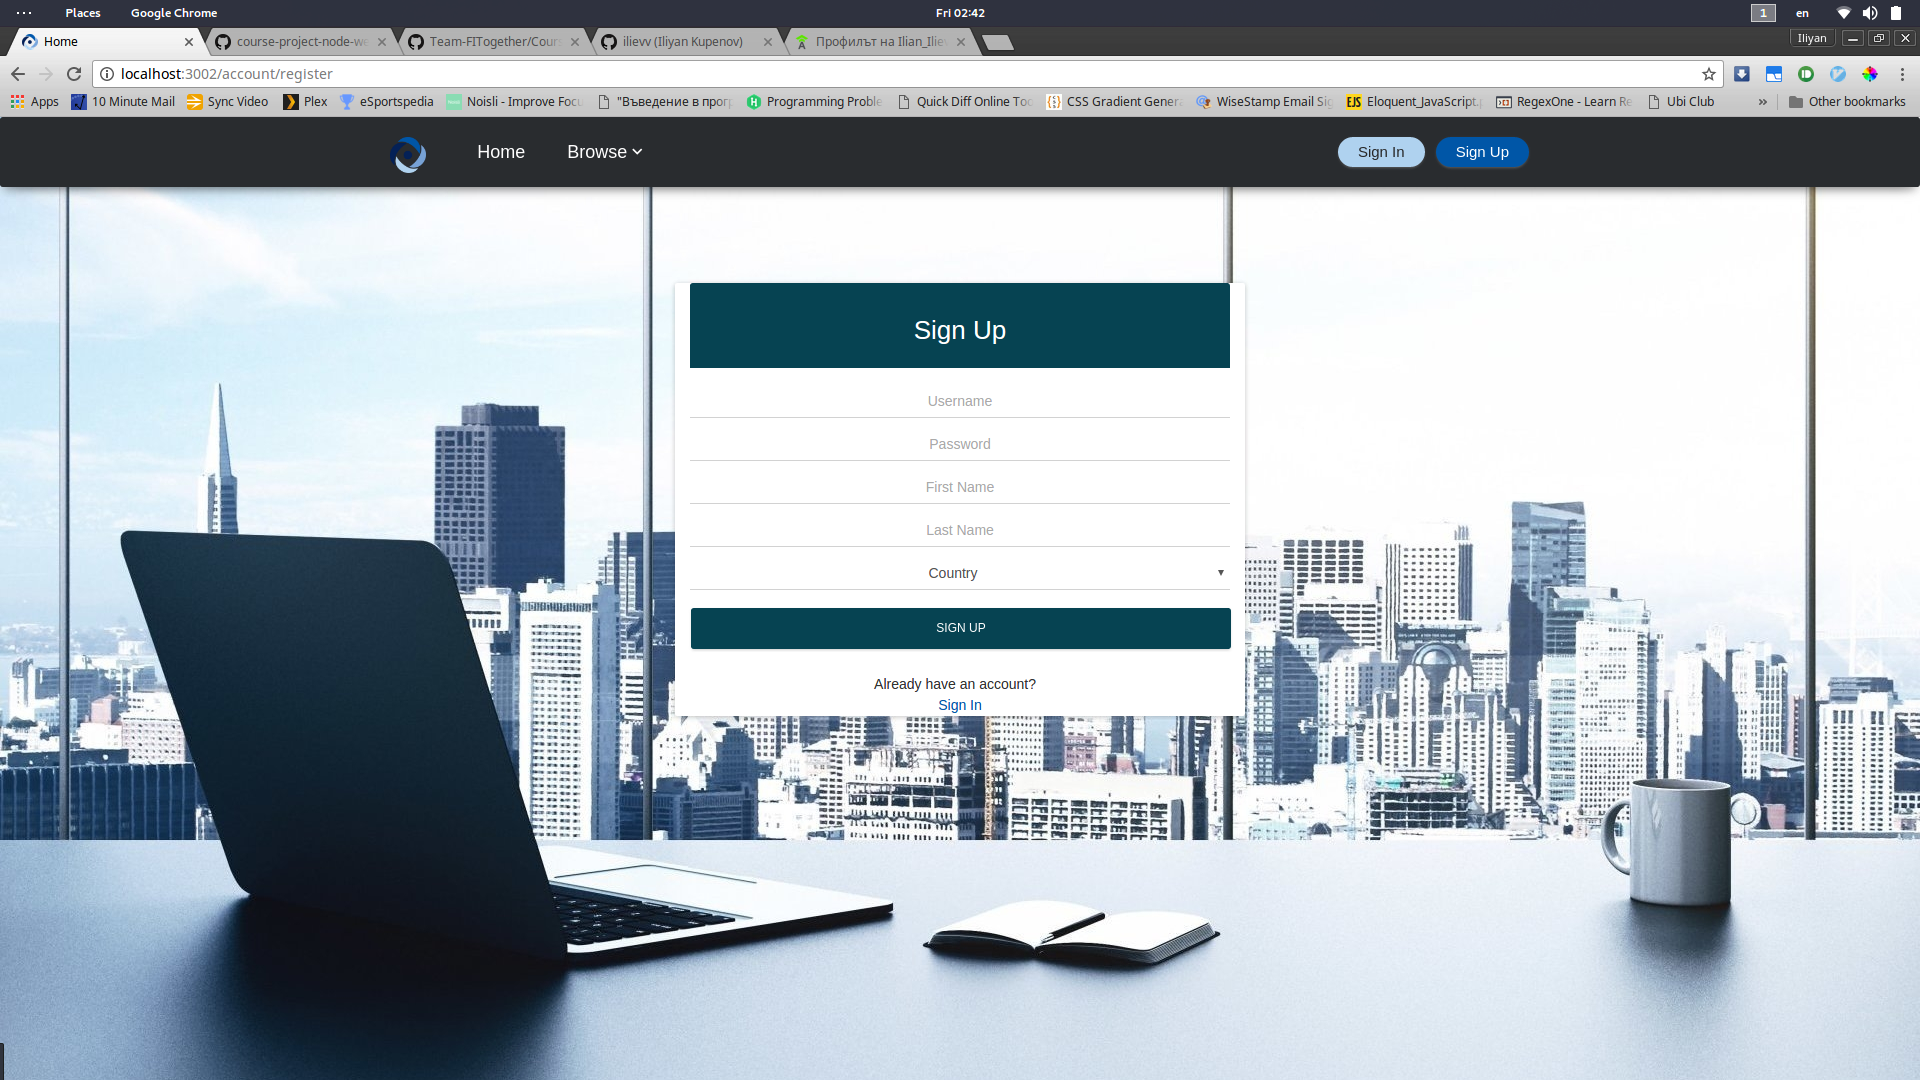 Places Google Chrome Fri 02:42 1 en
Home course-project-node-we Team-FITogether/Cour ilievv (Iliyan Kupenov) Профилът на Ilian_Iliev Iliyan
localhost:3002/account/register
Apps 10 Minute Mail Sync Video Plex eSportspedia Noisli - Improve Focu "Въведение в прог Programming Proble Quick Diff Online Too CSS Gradient Genera WiseStamp Email Sig EJS Eloquent_JavaScript. RegexOne - Learn Re Ubi Club » Other bookmarks
Home Browse Sign In Sign Up
Sign Up
Username
Password
First Name
Last Name
Country
SIGN UP
Already have an account?
Sign In